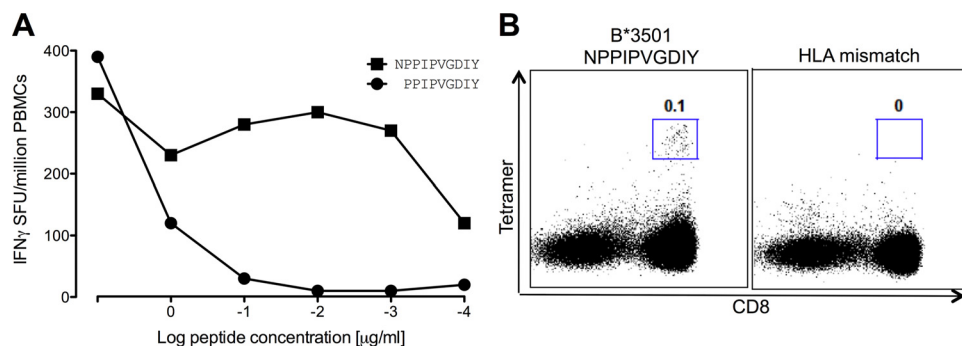 A
400
300
200
100
0
IFNγ SFU/million PBMCs
NPPIPVGDIY
PPIPVGDIY
0
-1
-2
-3
-4
Log peptide concentration [μg/ml]
B
B*3501
NPPIPVGDIY
HLA mismatch
0.1
0
Tetramer
CD8